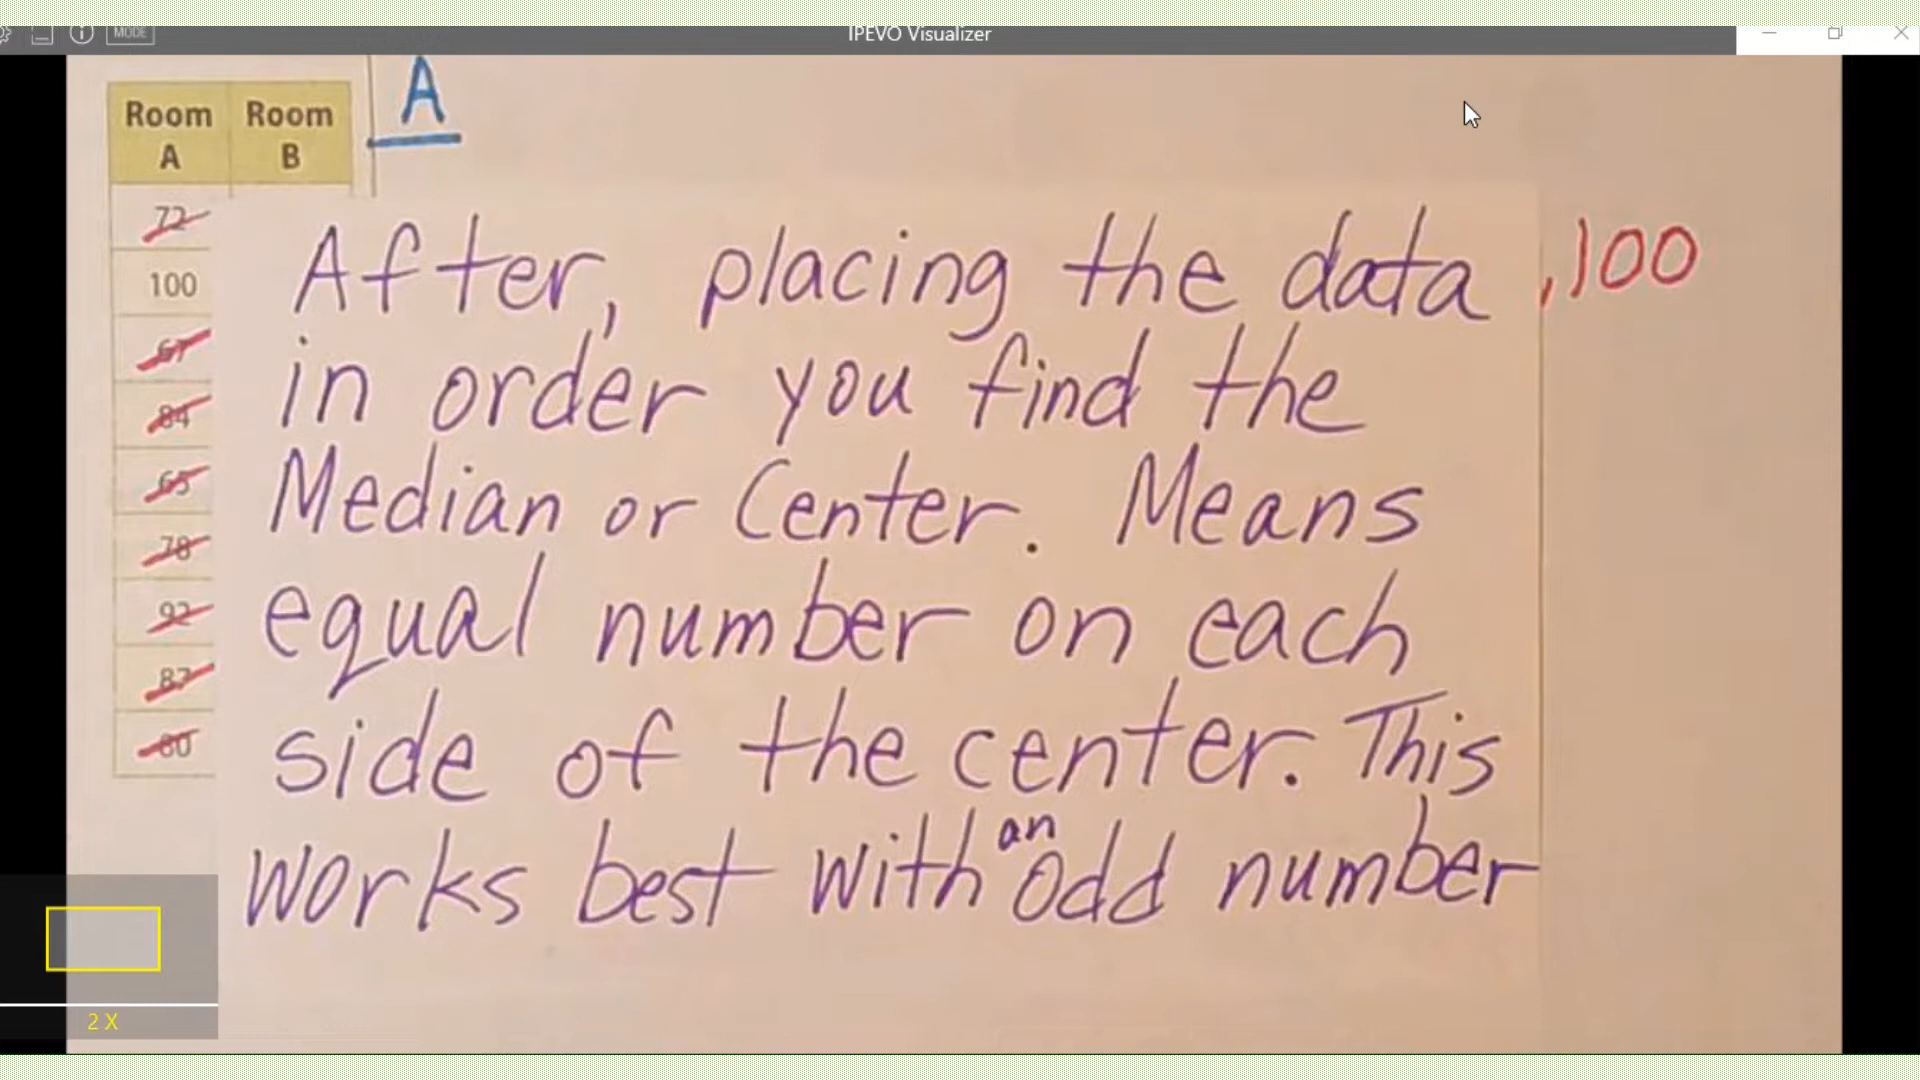 MODE
IPEVO Visualizer
Room A
Room B
A
72
100
67
84
65
78
92
87
80
After, placing the data
,100
in order you find the
Median or Center. Means
equal number on each
side of the center. This
works best with an odd number
2 X